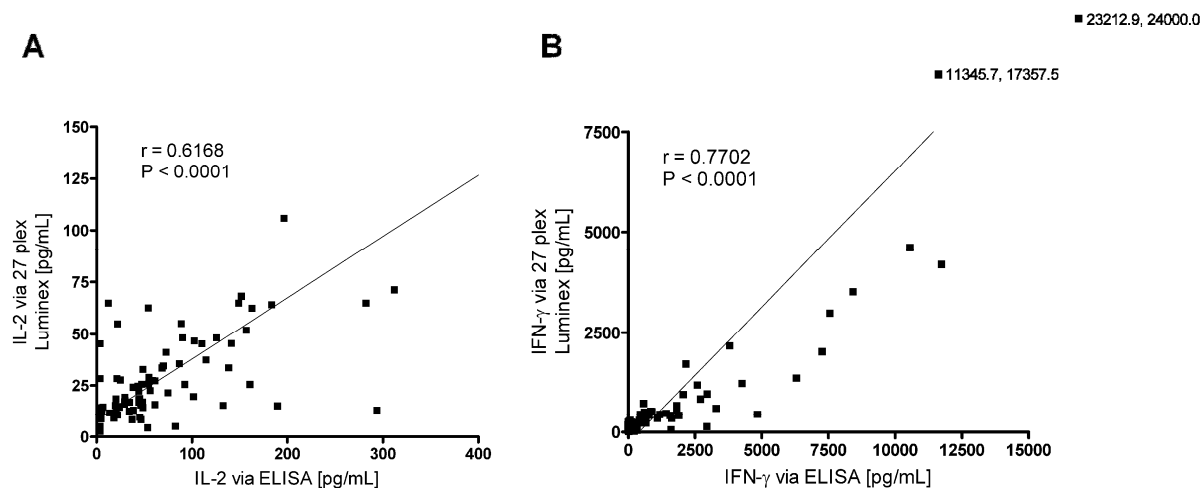 A
r = 0.6168
P < 0.0001
IL-2 via 27 plex
Luminex [pg/mL]
150
125
100
75
50
25
0
0 100 200 300 400
IL-2 via ELISA [pg/mL]
B
23212.9, 24000.0
11345.7, 17357.5
r = 0.7702
P < 0.0001
IFN-γ via 27 plex
Luminex [pg/mL]
7500
5000
2500
0
0 2500 5000 7500 10000 12500 15000
IFN-γ via ELISA [pg/mL]